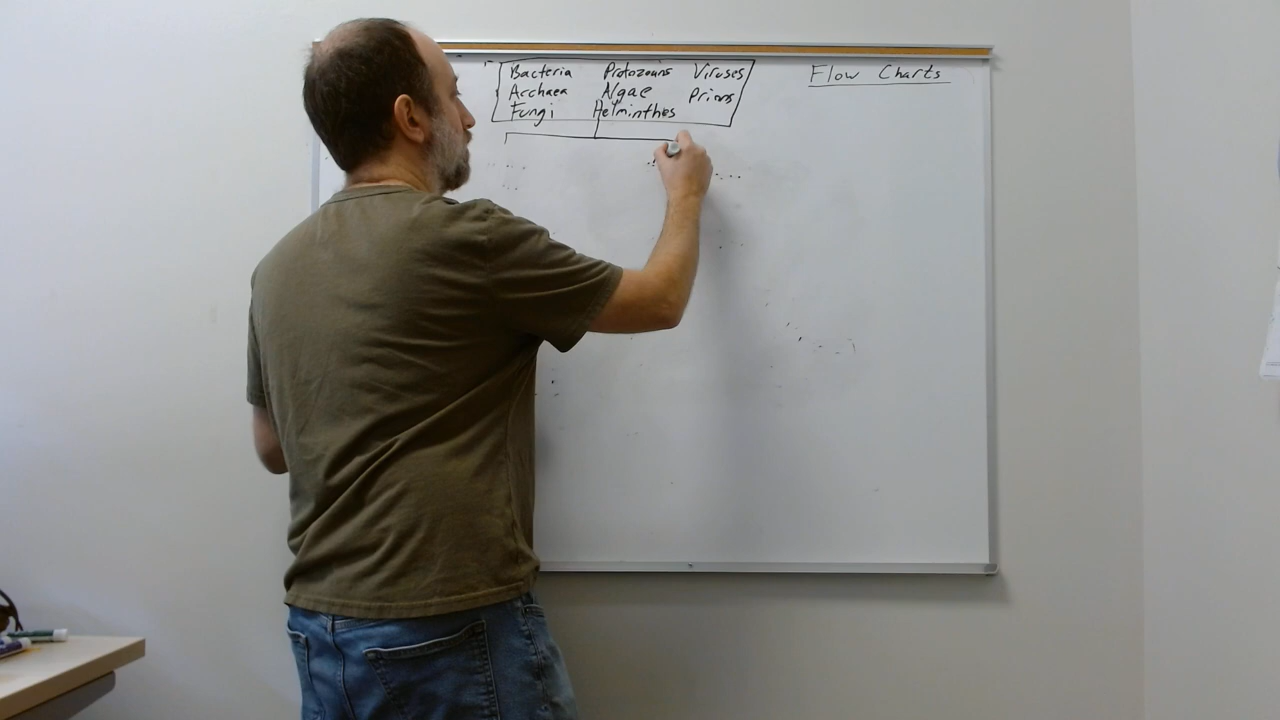 Bacteria Protozoans Viruses
Archaea Algae Prions
Fungi Helminthes
Flow Charts